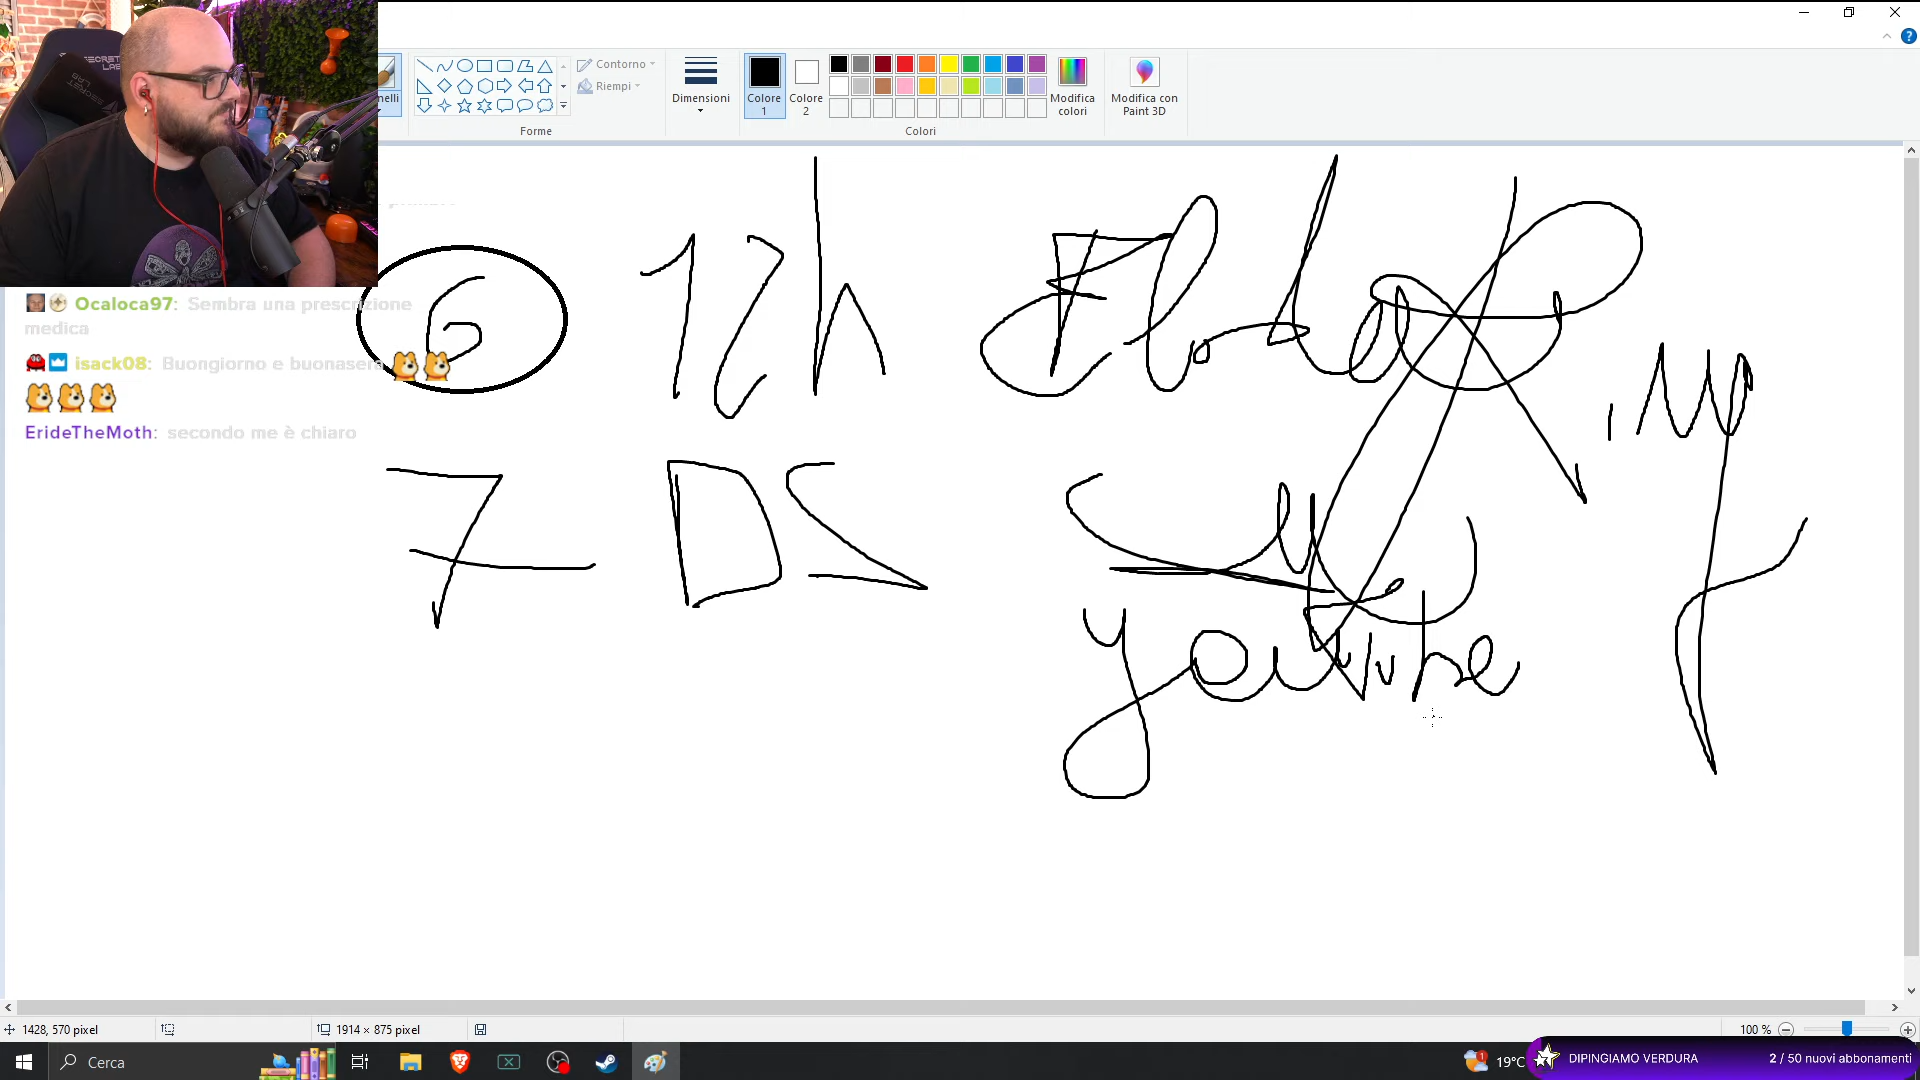 Contorno
Riempi
Forme
Dimensioni
Colore 1
Colore 2
Modifica colori
Colori
Modifica con Paint 3D
6 12h
7 DS
youtube
Ocaloca97: Sembra una prescrizione
medica
isack08: Buongiorno e buonasera
ErideTheMoth: secondo me è chiaro
1428, 570 pixel
1914 × 875 pixel
100 %
Cerca
19°C
DIPINGIAMO VERDURA 2 / 50 nuovi abbonamenti